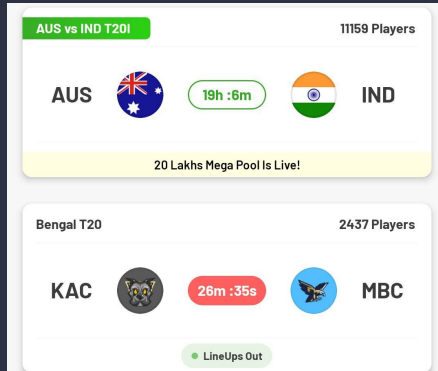 AUS vs IND T20I 11159 Players
AUS 19h :6m IND
20 Lakhs Mega Pool Is Live!
Bengal T20 2437 Players
KAC 26m :35s MBC
LineUps Out